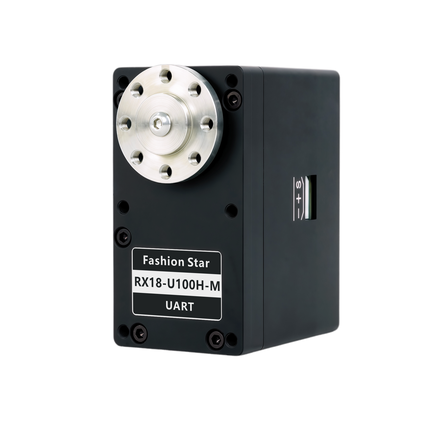 Fashion Star
RX18-U100H-M
UART
- + S